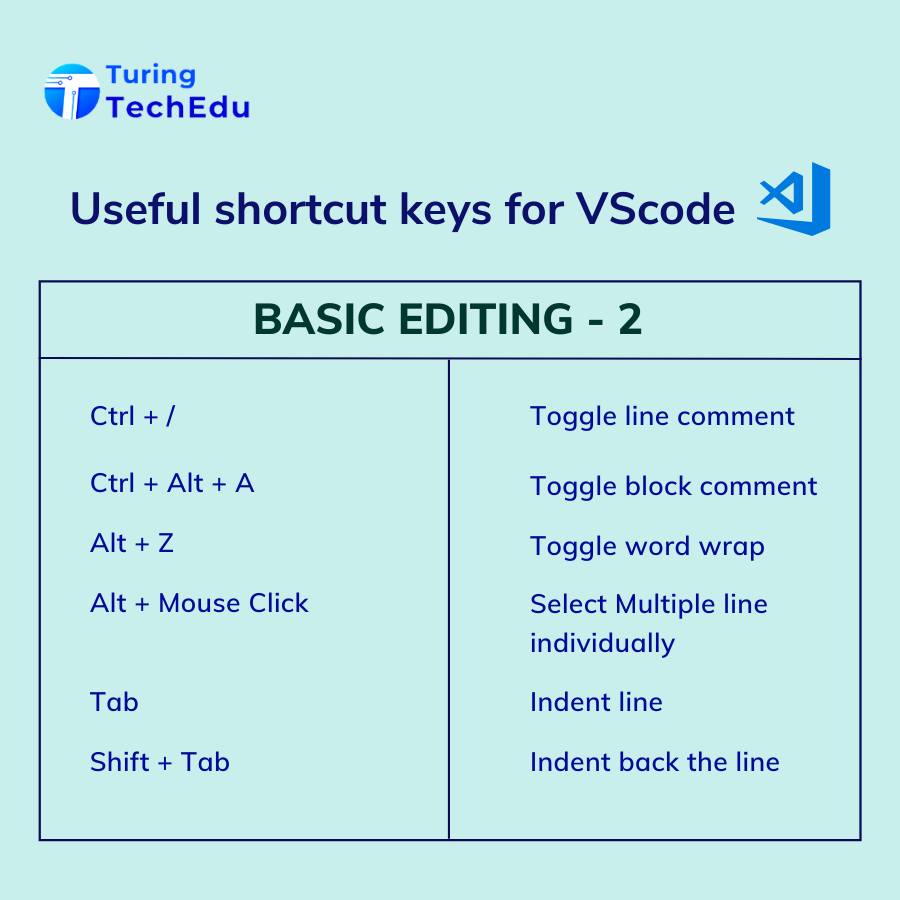 Turing
TechEdu
Useful shortcut keys for VScode
BASIC EDITING - 2
Ctrl + /
Toggle line comment
Ctrl + Alt + A
Toggle block comment
Alt + Z
Toggle word wrap
Alt + Mouse Click
Select Multiple line
individually
Tab
Indent line
Shift + Tab
Indent back the line